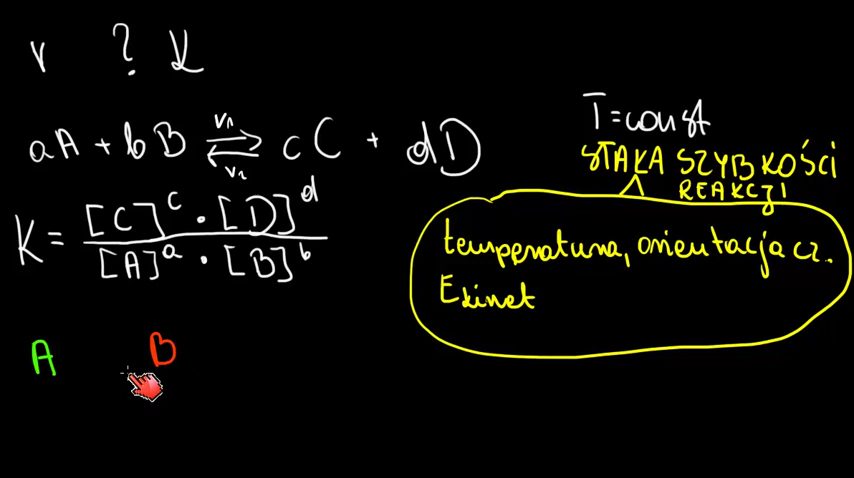 v ? K
aA + bB ⇌ cC + dD
v₁
v₂
K = [C]ᶜ · [D]ᵈ / [A]ᵃ · [B]ᵇ
A B
T = const
STAŁA SZYBKOŚCI
REAKCJI
temperatura, orientacja cz.
Ekinet